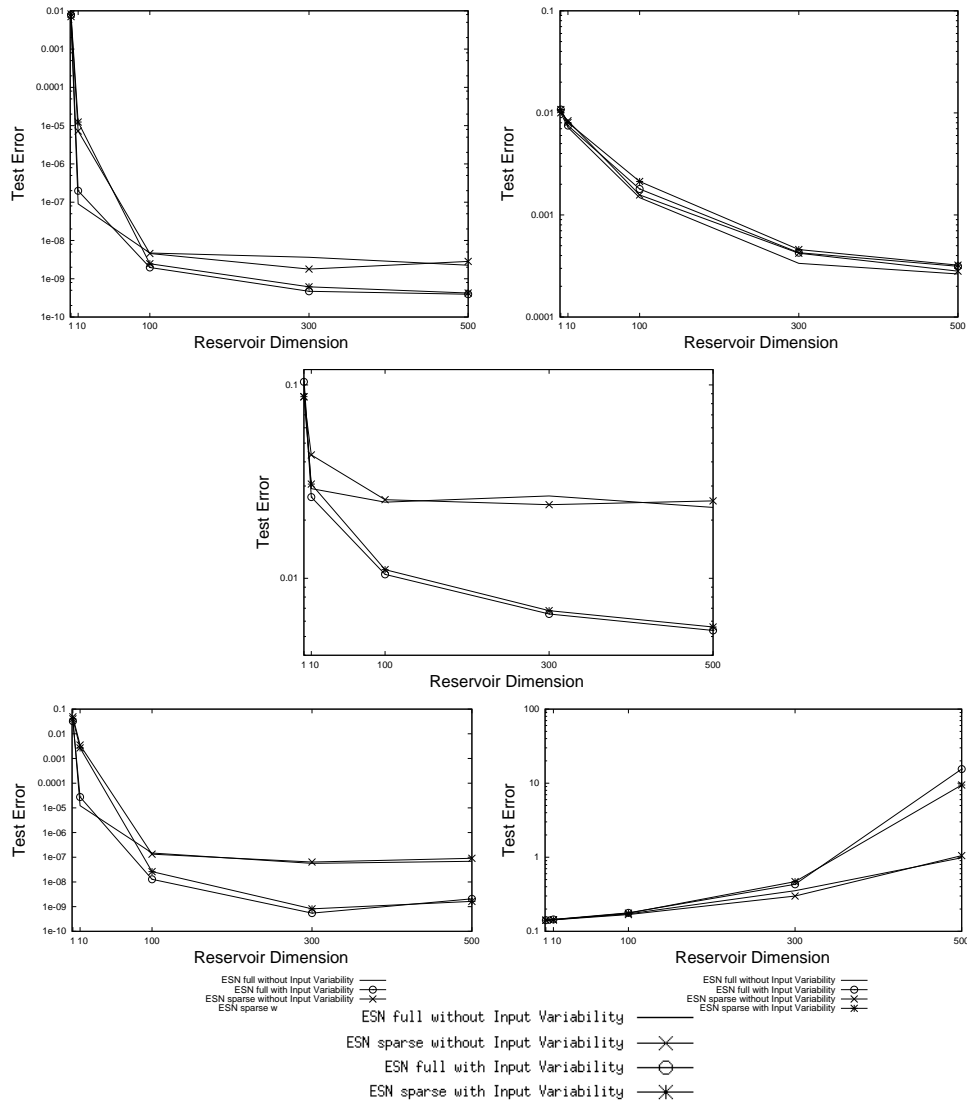 0.01
0.001
0.0001
1e-05
1e-06
1e-07
1e-08
1e-09
1e-10
Test Error
1 10 100 300 500
Reservoir Dimension
0.1
0.01
0.001
0.0001
Test Error
1 10 100 300 500
Reservoir Dimension
0.1
0.01
Test Error
1 10 100 300 500
Reservoir Dimension
0.1
0.01
0.001
0.0001
1e-05
1e-06
1e-07
1e-08
1e-09
1e-10
Test Error
1 10 100 300 500
Reservoir Dimension
ESN full without Input Variability
ESN full with Input Variability
ESN sparse without Input Variability
ESN sparse w
100
10
1
0.1
Test Error
1 10 100 300 500
Reservoir Dimension
ESN full without Input Variability
ESN full with Input Variability
ESN sparse without Input Variability
ESN sparse with Input Variability
ESN full without Input Variability
ESN sparse without Input Variability
ESN full with Input Variability
ESN sparse with Input Variability